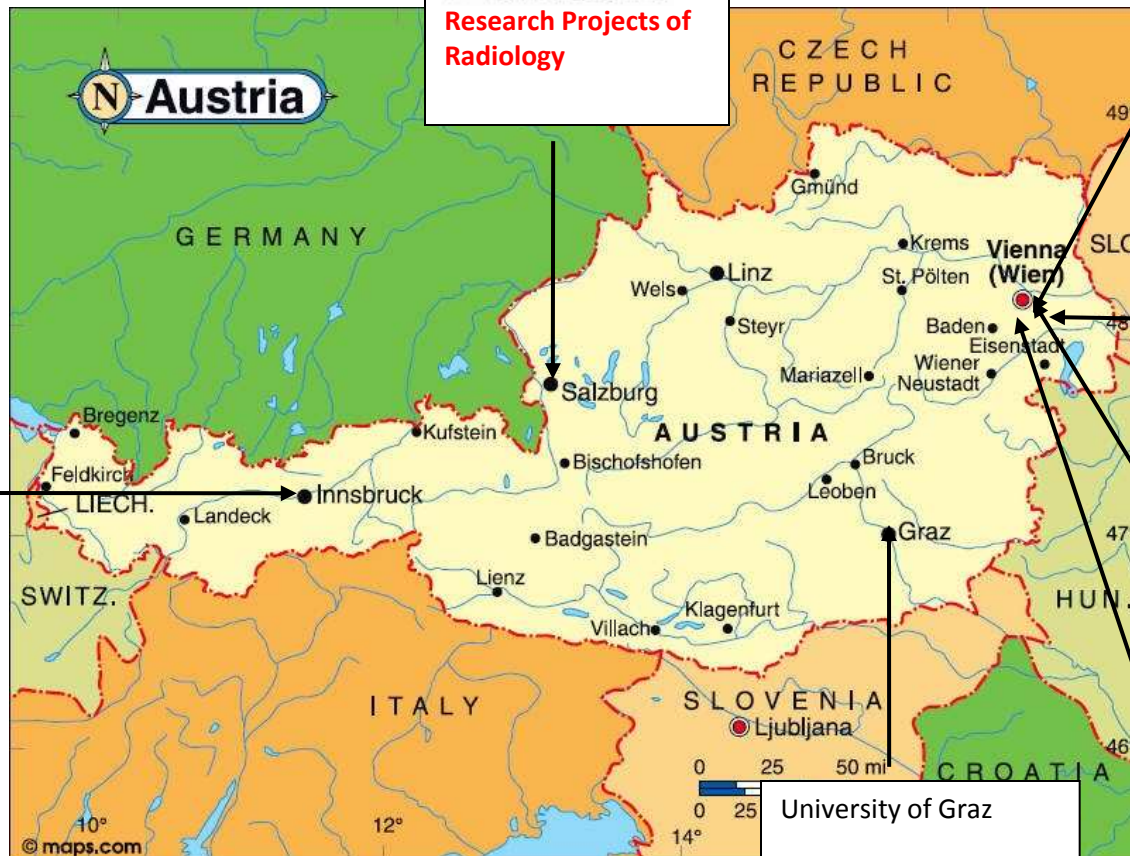 Research Projects of
Radiology
N Austria
CZECH
REPUBLIC
49
Gmünd
GERMANY
Krems
Vienna
(Wien)
SLO
Linz
St. Pölten
Wels
Steyr
Baden
48
Eisenstadt
Wiener
Neustadt
Mariazell
Salzburg
Bregenz
Kufstein
AUSTRIA
Bischofshofen
Bruck
Feldkirch
Leoben
LIECH.
Innsbruck
Landeck
Graz
47
Badgastein
SWITZ.
Lienz
HUN.
Klagenfurt
Villach
ITALY
SLOVENIA
Ljubljana
46
0 25 50 mi
CROATIA
0 25
University of Graz
10°
12°
14°
© maps.com